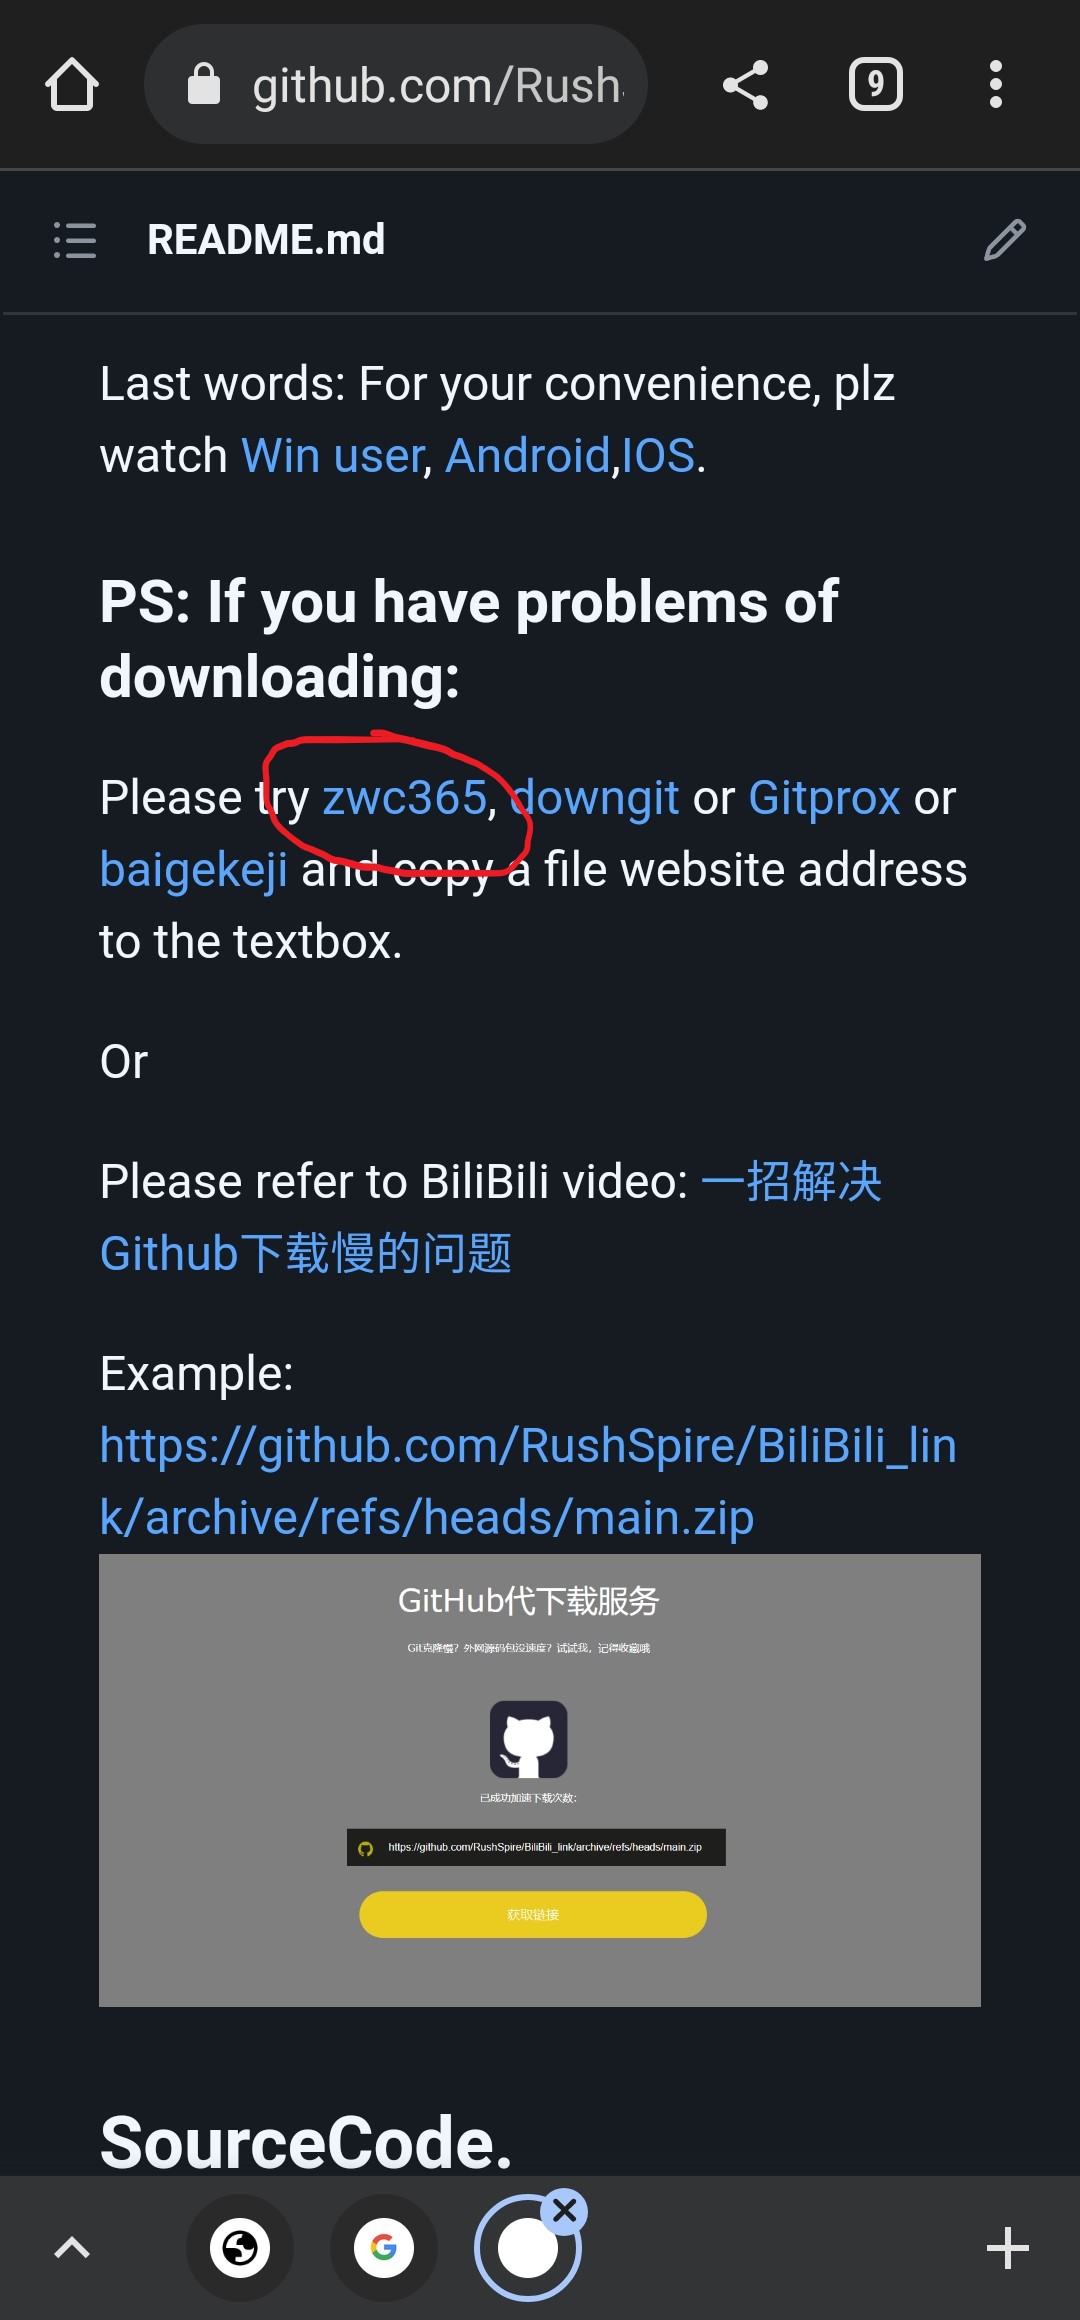 github.com/Rush
9
README.md
Last words: For your convenience, plz
watch Win user, Android,IOS.
PS: If you have problems of
downloading:
Please try zwc365, downgit or Gitprox or
baigekeji and copy a file website address
to the textbox.
Or
Please refer to BiliBili video: 一招解决
Github下载慢的问题
Example:
https://github.com/RushSpire/BiliBili_lin
k/archive/refs/heads/main.zip
GitHub代下载服务
Git克隆慢？外网源码包没速度？试试我，记得收藏哦
已成功加速下载次数：
https://github.com/RushSpire/BiliBili_link/archive/refs/heads/main.zip
获取链接
SourceCode.